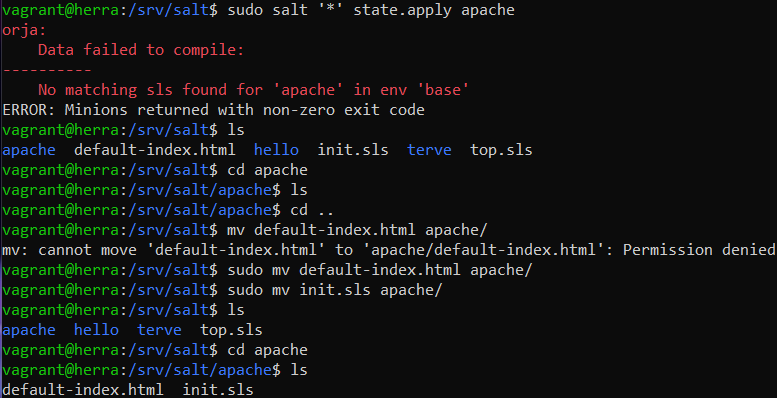 vagrant@herra:/srv/salt$ sudo salt '*' state.apply apache
orja:
    Data failed to compile:
----------
    No matching sls found for 'apache' in env 'base'
ERROR: Minions returned with non-zero exit code
vagrant@herra:/srv/salt$ ls
apache  default-index.html  hello  init.sls  terve  top.sls
vagrant@herra:/srv/salt$ cd apache
vagrant@herra:/srv/salt/apache$ ls
vagrant@herra:/srv/salt/apache$ cd ..
vagrant@herra:/srv/salt$ mv default-index.html apache/
mv: cannot move 'default-index.html' to 'apache/default-index.html': Permission denied
vagrant@herra:/srv/salt$ sudo mv default-index.html apache/
vagrant@herra:/srv/salt$ sudo mv init.sls apache/
vagrant@herra:/srv/salt$ ls
apache  hello  terve  top.sls
vagrant@herra:/srv/salt$ cd apache
vagrant@herra:/srv/salt/apache$ ls
default-index.html  init.sls